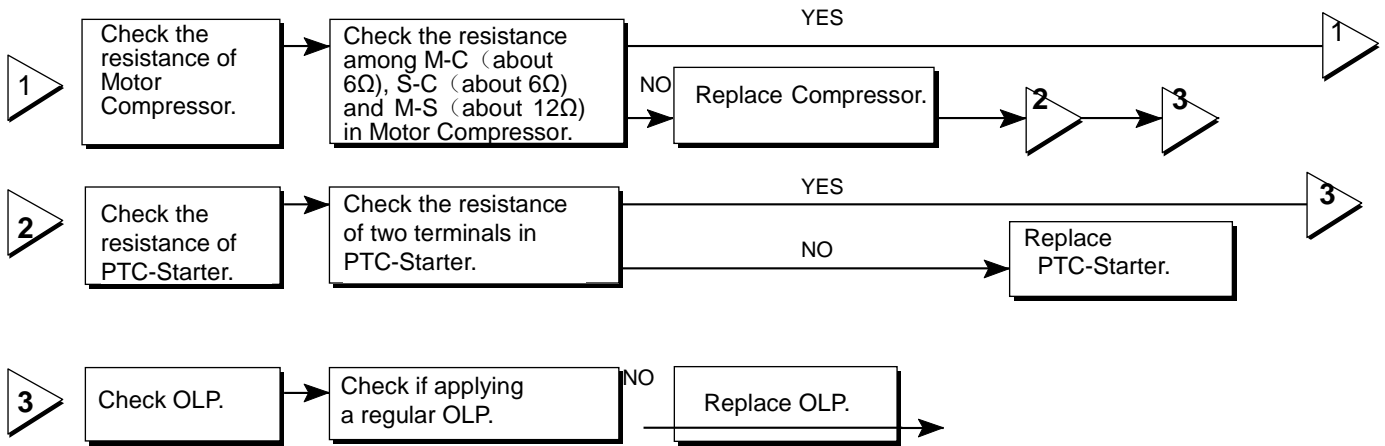 1
Check the
resistance of
Motor
Compressor.
Check the resistance
among M-C（about
6Ω), S-C（about 6Ω)
and M-S（about 12Ω)
in Motor Compressor.
YES
1
NO
Replace Compressor.
2
3
2
Check the
resistance of
PTC-Starter.
Check the resistance
of two terminals in
PTC-Starter.
YES
3
NO
Replace
PTC-Starter.
3
Check OLP.
Check if applying
a regular OLP.
NO
Replace OLP.